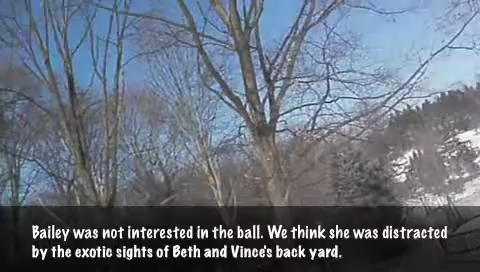 Bailey was not interested in the ball. We think she was distracted
by the exotic sights of Beth and Vince's back yard.